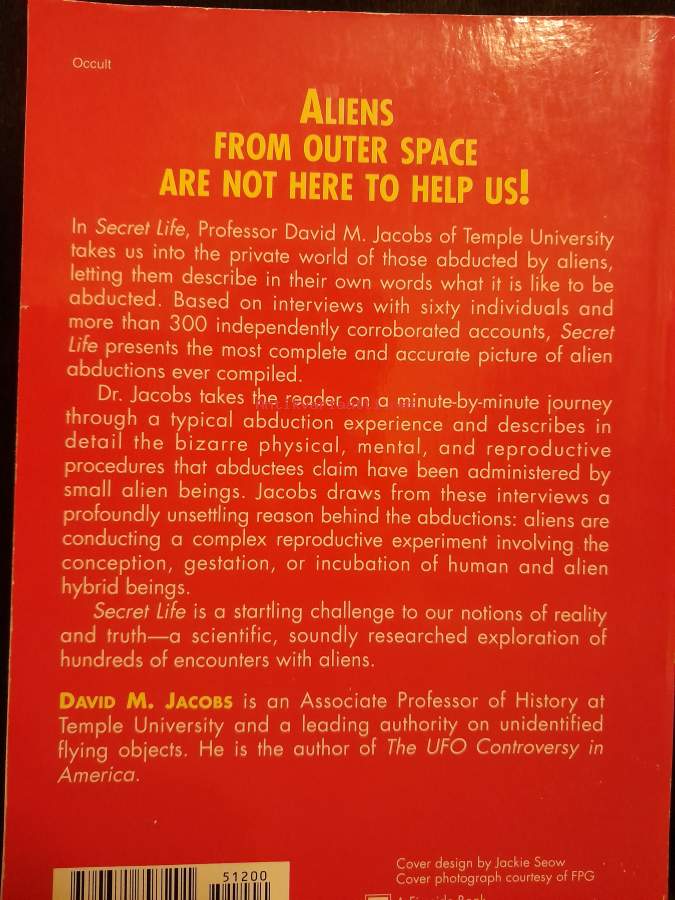 Occult
ALIENS
FROM OUTER SPACE
ARE NOT HERE TO HELP US!
In Secret Life, Professor David M. Jacobs of Temple University
takes us into the private world of those abducted by aliens,
letting them describe in their own words what it is like to be
abducted. Based on interviews with sixty individuals and
more than 300 independently corroborated accounts, Secret
Life presents the most complete and accurate picture of alien
abductions ever compiled.
Dr. Jacobs takes the reader on a minute-by-minute journey
through a typical abduction experience and describes in
detail the bizarre physical, mental, and reproductive
procedures that abductees claim have been administered by
small alien beings. Jacobs draws from these interviews a
profoundly unsettling reason behind the abductions: aliens are
conducting a complex reproductive experiment involving the
conception, gestation, or incubation of human and alien
hybrid beings.
Secret Life is a startling challenge to our notions of reality
and truth—a scientific, soundly researched exploration of
hundreds of encounters with aliens.
DAVID M. JACOBS is an Associate Professor of History at
Temple University and a leading authority on unidentified
flying objects. He is the author of The UFO Controversy in
America.
51200
Cover design by Jackie Seow
Cover photograph courtesy of FPG